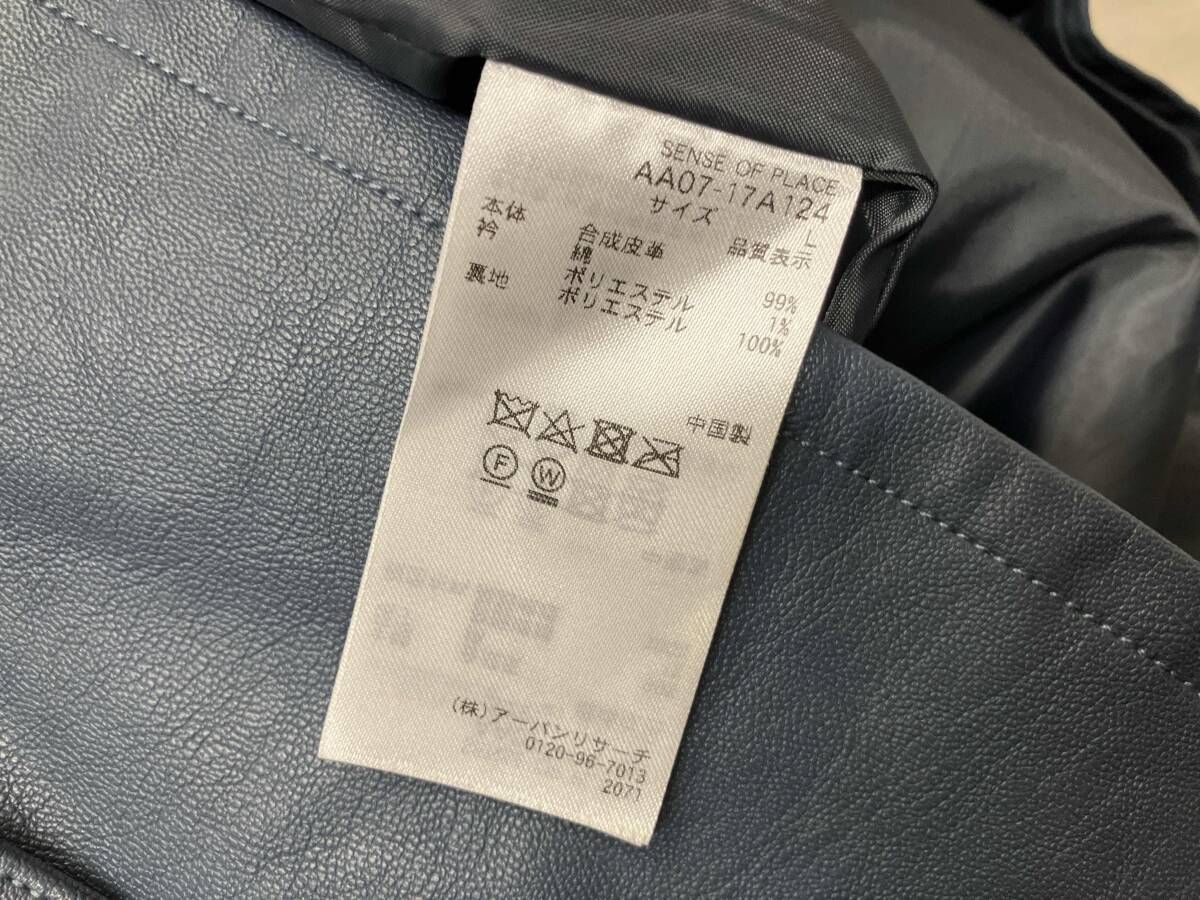 SENSE OF PLACE
AA07-17A124
サイズ L
品質表示
本体 合成皮革
衿 綿 99%
ポリエステル 1%
裏地 ポリエステル 100%
中国製
F W
(株)アーバンリサーチ
0120-96-7013
2071